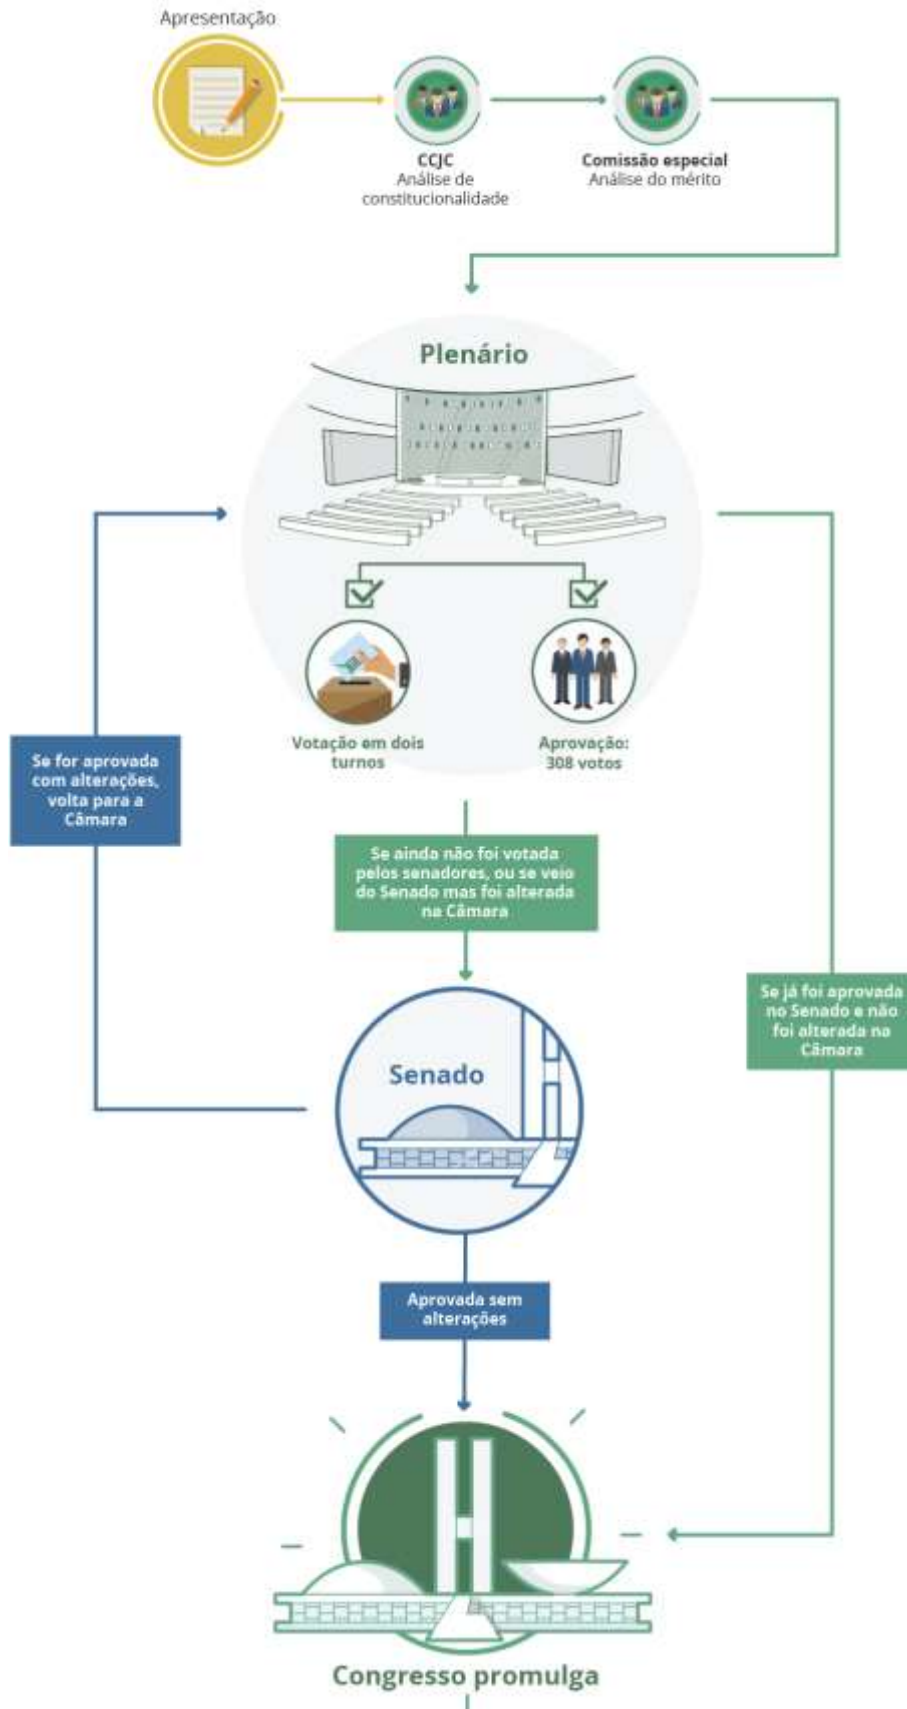 Apresentação
CCJC
Análise de
constitucionalidade
Comissão especial
Análise do mérito
Plenário
Votação em dois
turnos
Aprovação:
308 votos
Se for aprovada
com alterações,
volta para a
Câmara
Se ainda não foi votada
pelos senadores, ou se veio
do Senado mas foi alterada
na Câmara
Se já foi aprovada
no Senado e não
foi alterada na
Câmara
Senado
Aprovada sem
alterações
Congresso promulga